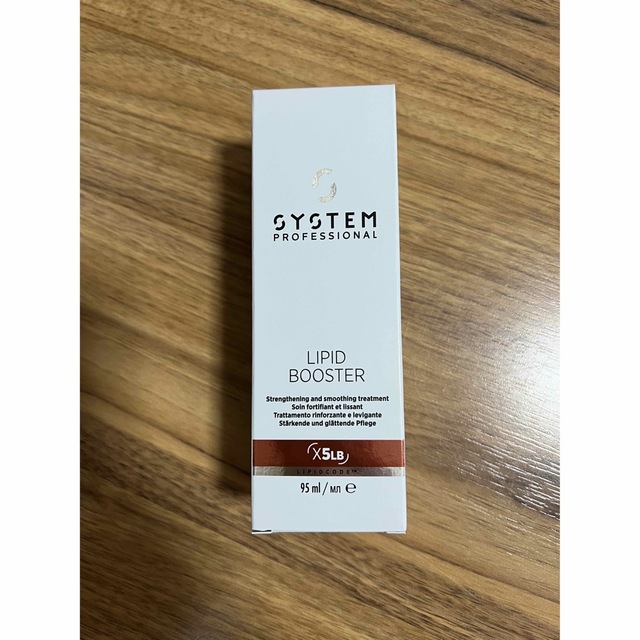 SYSTEM
PROFESSIONAL
LIPID
BOOSTER
Strengthening and smoothing treatment
Soin fortifiant et lissant
Trattamento rinforzante e levigante
Stärkende und glättende Pflege
X5LB
LIPIDCODE™
95 ml / мл ℮